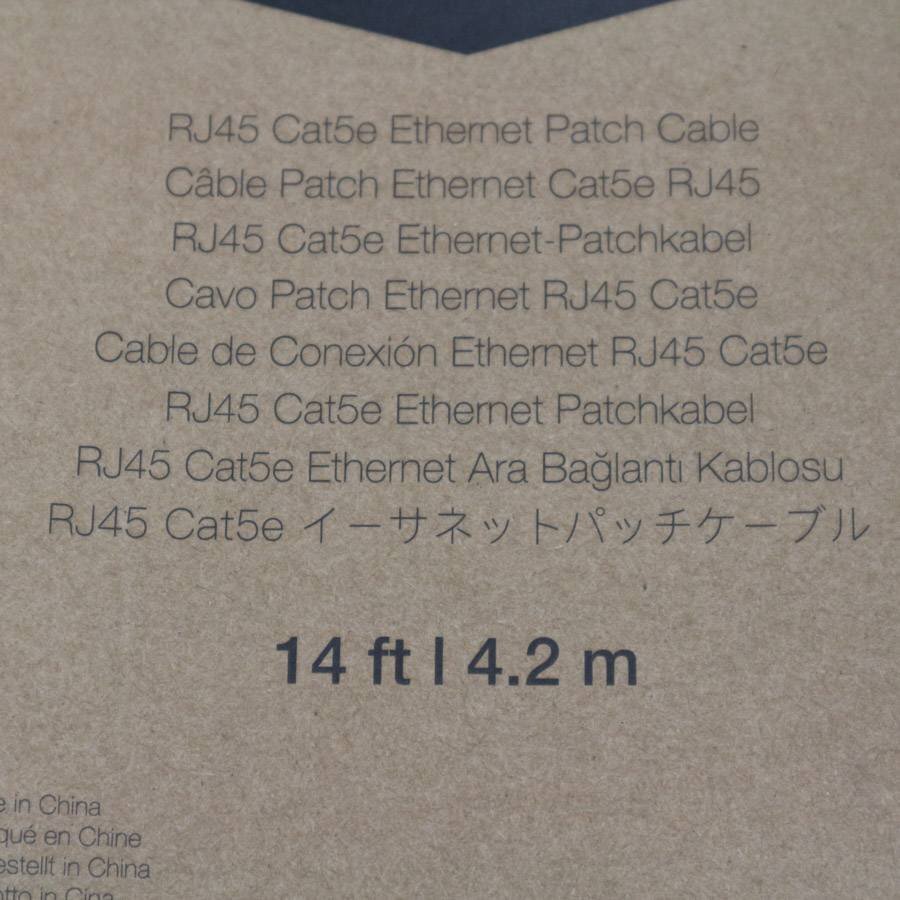 RJ45 Cat5e Ethernet Patch Cable
Câble Patch Ethernet Cat5e RJ45
RJ45 Cat5e Ethernet-Patchkabel
Cavo Patch Ethernet RJ45 Cat5e
Cable de Conexión Ethernet RJ45 Cat5e
RJ45 Cat5e Ethernet Patchkabel
RJ45 Cat5e Ethernet Ara Bağlantı Kablosu
RJ45 Cat5e イーサネットパッチケーブル
14 ft | 4.2 m
in China
en Chine
in China
in Cina